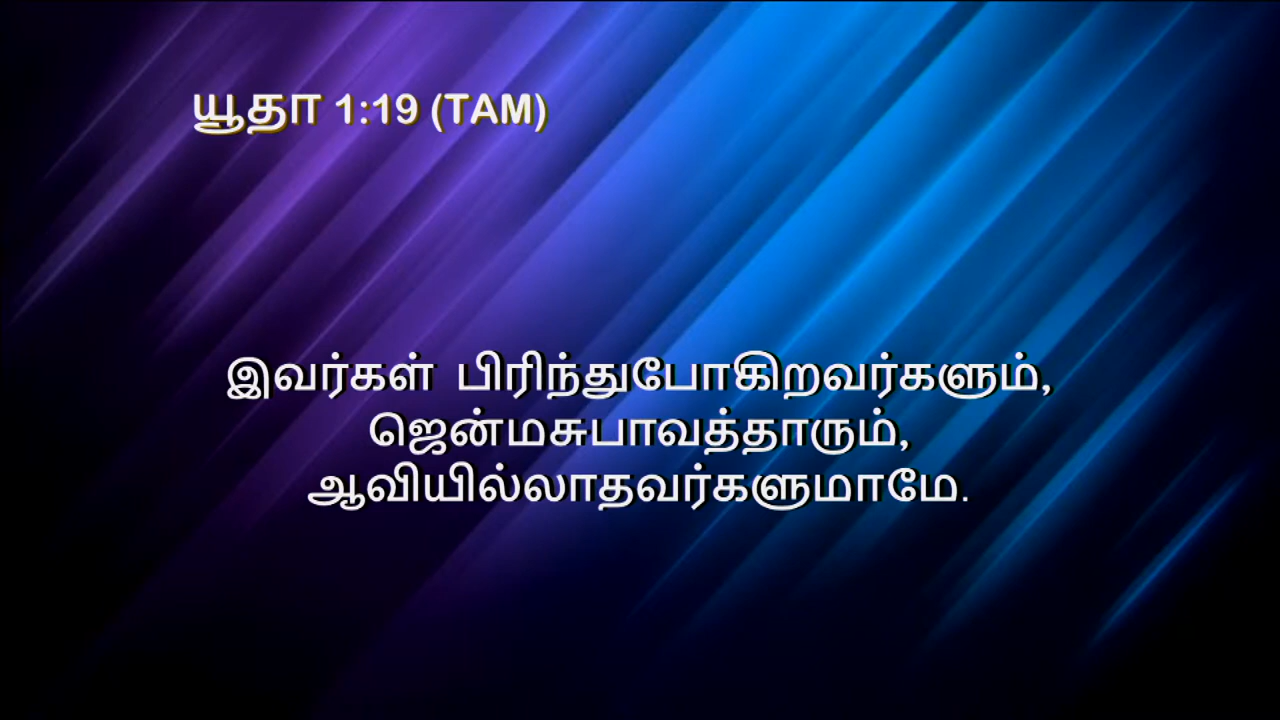 யூதா 1:19 (TAM)
இவர்கள் பிரிந்துபோகிறவர்களும்,
ஜென்மசுபாவத்தாரும்,
ஆவியில்லாதவர்களுமாமே.